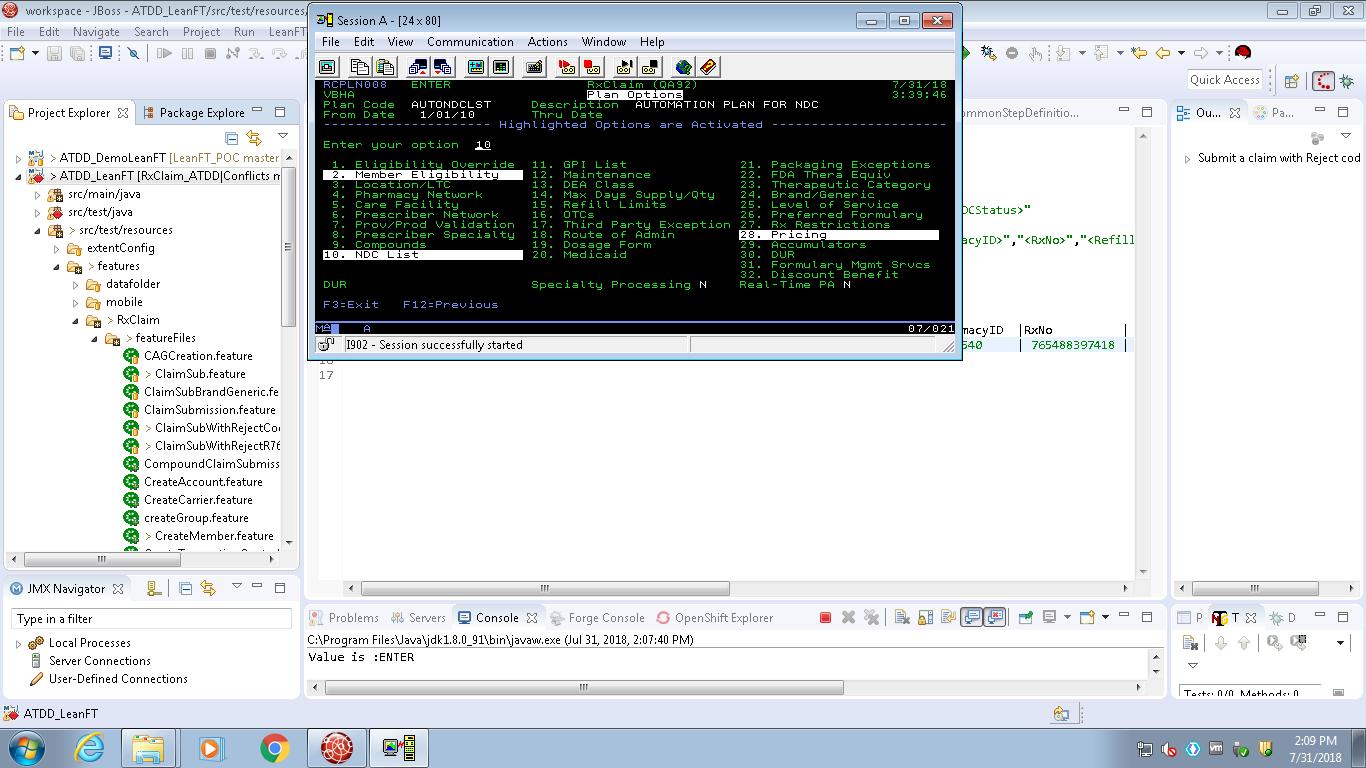 workspace - JBoss - ATDD_LeanFT/src/test/resources/
File Edit Navigate Search Project Run LeanFT
Quick Access
Project Explorer
Package Explore
> ATDD_DemoLeanFT [LeanFT_POC master
> ATDD_LeanFT [RxClaim_ATDD|Conflicts m
src/main/java
src/test/java
> src/test/resources
extentConfig
> features
datafolder
mobile
> RxClaim
> featureFiles
CAGCreation.feature
> ClaimSub.feature
ClaimSubBrandGeneric.fe
ClaimSubmission.feature
> ClaimSubWithRejectCo
> ClaimSubWithRejectR76
CompoundClaimSubmiss
CreateAccount.feature
CreateCarrier.feature
createGroup.feature
> CreateMember.feature
Session A - [24 x 80]
File Edit View Communication Actions Window Help
RCPLN008 ENTER RxClaim (QA92) 7/31/18
VBHA Plan Options 3:39:46
Plan Code AUTONDCLST Description AUTOMATION PLAN FOR NDC
From Date 1/01/10 Thru Date
Highlighted Options are Activated
Enter your option 10
1. Eligibility Override 11. GPI List 21. Packaging Exceptions
2. Member Eligibility 12. Maintenance 22. FDA Thera Equiv
3. Location/LTC 13. DEA Class 23. Therapeutic Category
4. Pharmacy Network 14. Max Days Supply/Qty 24. Brand/Generic
5. Care Facility 15. Refill Limits 25. Level of Service
6. Prescriber Network 16. OTCs 26. Preferred Formulary
7. Prov/Prod Validation 17. Third Party Exception 27. Rx Restrictions
8. Prescriber Specialty 18. Route of Admin 28. Pricing
9. Compounds 19. Dosage Form 29. Accumulators
10. NDC List 20. Medicaid 30. DUR
31. Formulary Mgmt Srvcs
32. Discount Benefit
DUR Specialty Processing N Real-Time PA N
F3=Exit F12=Previous
MA A 07/021
I902 - Session successfully started
ommonStepDefinitio...
DCStatus>"
acyID>","<RxNo>","<Refill
macyID |RxNo |
540 | 765488397418 |
17
Ou... Pa...
Submit a claim with Reject cod
JMX Navigator
Type in a filter
Local Processes
Server Connections
User-Defined Connections
Problems Servers Console Forge Console OpenShift Explorer
C:\Program Files\Java\jdk1.8.0_91\bin\javaw.exe (Jul 31, 2018, 2:07:40 PM)
Value is :ENTER
P T D
Tests: 0/0 Methods: 0
ATDD_LeanFT
2:09 PM
7/31/2018